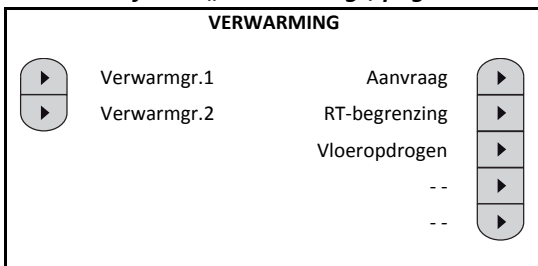 VERWARMING
Verwarmgr.1 Aanvraag
Verwarmgr.2 RT-begrenzing
Vloeropdrogen
- -
- -